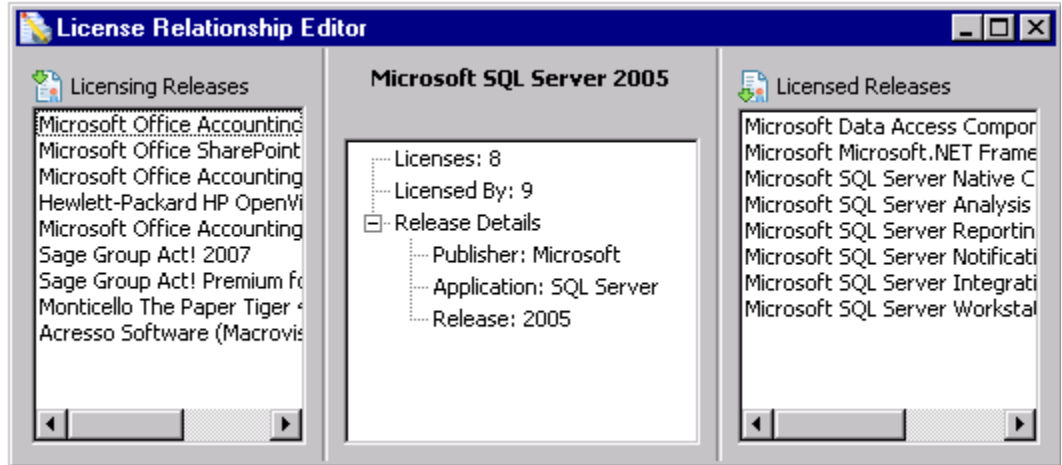 License Relationship Editor
Licensing Releases
Microsoft Office Accounting
Microsoft Office SharePoint
Microsoft Office Accounting
Hewlett-Packard HP OpenVi
Microsoft Office Accounting
Sage Group Act! 2007
Sage Group Act! Premium fo
Monticello The Paper Tiger
Acresso Software (Macrovis
Microsoft SQL Server 2005
Licenses: 8
Licensed By: 9
Release Details
Publisher: Microsoft
Application: SQL Server
Release: 2005
Licensed Releases
Microsoft Data Access Compor
Microsoft Microsoft.NET Frame
Microsoft SQL Server Native C
Microsoft SQL Server Analysis
Microsoft SQL Server Reportin
Microsoft SQL Server Notificati
Microsoft SQL Server Integrati
Microsoft SQL Server Workstat